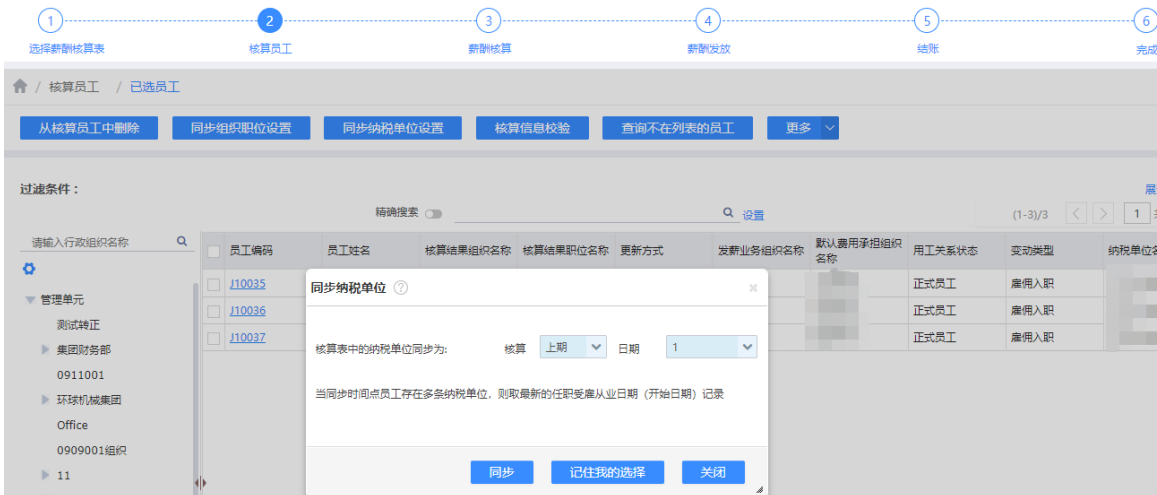 1 2 3 4 5 6
选择薪酬核算表 核算员工 薪酬核算 薪酬发放 结账 完成
/ 核算员工 / 已选员工
从核算员工中删除 同步组织职位设置 同步纳税单位设置 核算信息校验 查询不在列表的员工 更多
过滤条件：
精确搜索 设置 (1-3)/3 1
请输入行政组织名称
员工编码 员工姓名 核算结果组织名称 核算结果职位名称 更新方式 发薪业务组织名称 默认费用承担组织名称 用工关系状态 变动类型 纳税单位名
管理单元
测试转正
集团财务部
0911001
环球机械集团
Office
0909001组织
11
J10035 正式员工 雇佣入职
J10036 正式员工 雇佣入职
J10037 正式员工 雇佣入职
同步纳税单位
核算表中的纳税单位同步为: 核算 上期 日期 1
当同步时间点员工存在多条纳税单位，则取最新的任职受雇从业日期（开始日期）记录
同步 记住我的选择 关闭